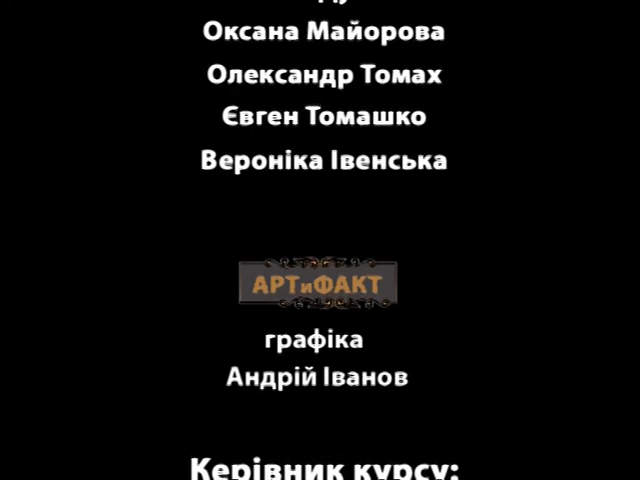 Оксана Майорова
Олександр Томах
Євген Томашко
Вероніка Івенська
АРТиФАКТ
графіка
Андрій Іванов
Керівник курсу: